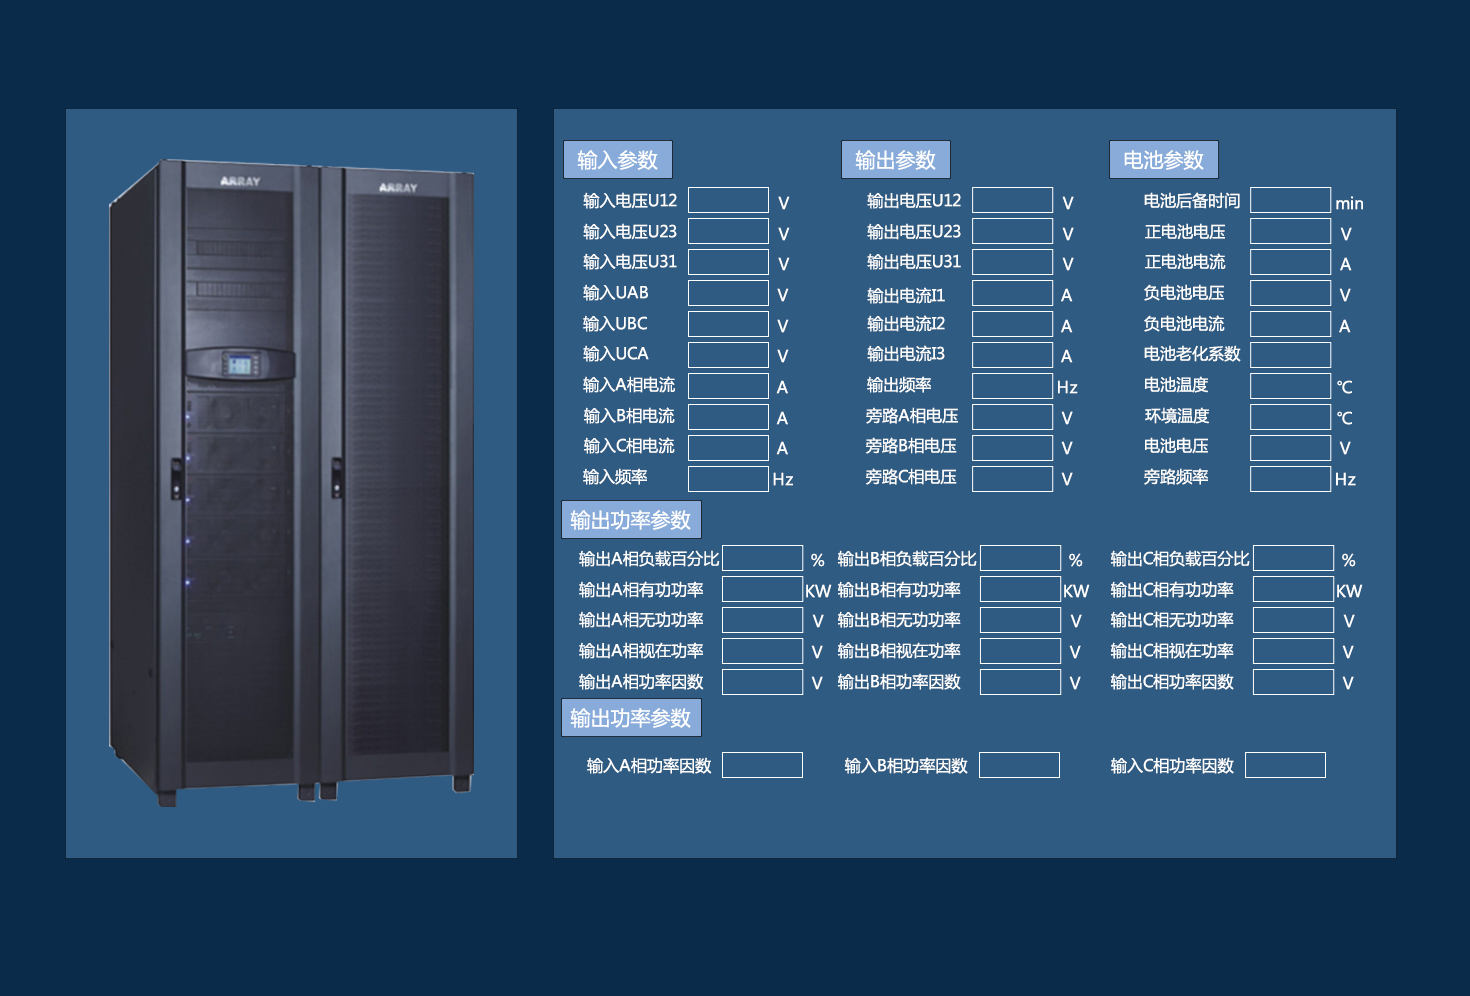 ARRAY
ARRAY
输入参数 输出参数 电池参数
输入电压U12 V 输出电压U12 V 电池后备时间 min
输入电压U23 V 输出电压U23 V 正电池电压 V
输入电压U31 V 输出电压U31 V 正电池电流 A
输入UAB V 输出电流I1 A 负电池电压 V
输入UBC V 输出电流I2 A 负电池电流 A
输入UCA V 输出电流I3 A 电池老化系数
输入A相电流 A 输出频率 Hz 电池温度 ℃
输入B相电流 A 旁路A相电压 V 环境温度 ℃
输入C相电流 A 旁路B相电压 V 电池电压 V
输入频率 Hz 旁路C相电压 V 旁路频率 Hz
输出功率参数
输出A相负载百分比 % 输出B相负载百分比 % 输出C相负载百分比 %
输出A相有功功率 KW 输出B相有功功率 KW 输出C相有功功率 KW
输出A相无功功率 V 输出B相无功功率 V 输出C相无功功率 V
输出A相视在功率 V 输出B相视在功率 V 输出C相视在功率 V
输出A相功率因数 V 输出B相功率因数 V 输出C相功率因数 V
输出功率参数
输入A相功率因数 输入B相功率因数 输入C相功率因数